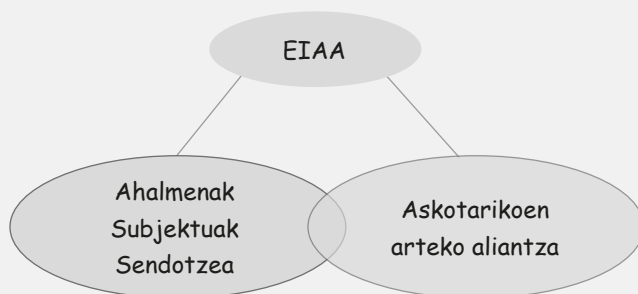 EIAA
Ahalmenak
Subjektuak
Sendotzea
Askotarikoen
arteko aliantza